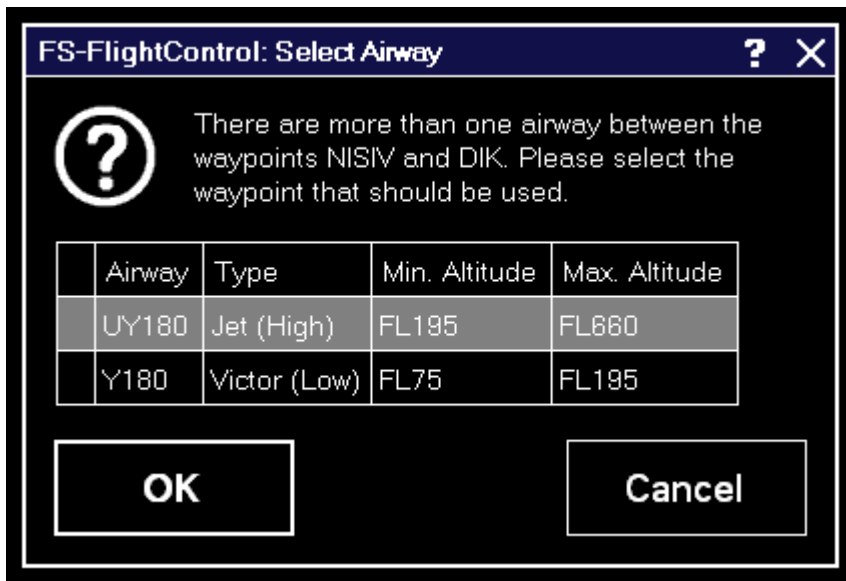 FS-FlightControl: Select Airway ? X
?
There are more than one airway between the
waypoints NISIV and DIK. Please select the
waypoint that should be used.
Airway Type Min. Altitude Max. Altitude
UY180 Jet (High) FL195 FL660
Y180 Victor (Low) FL75 FL195
OK Cancel